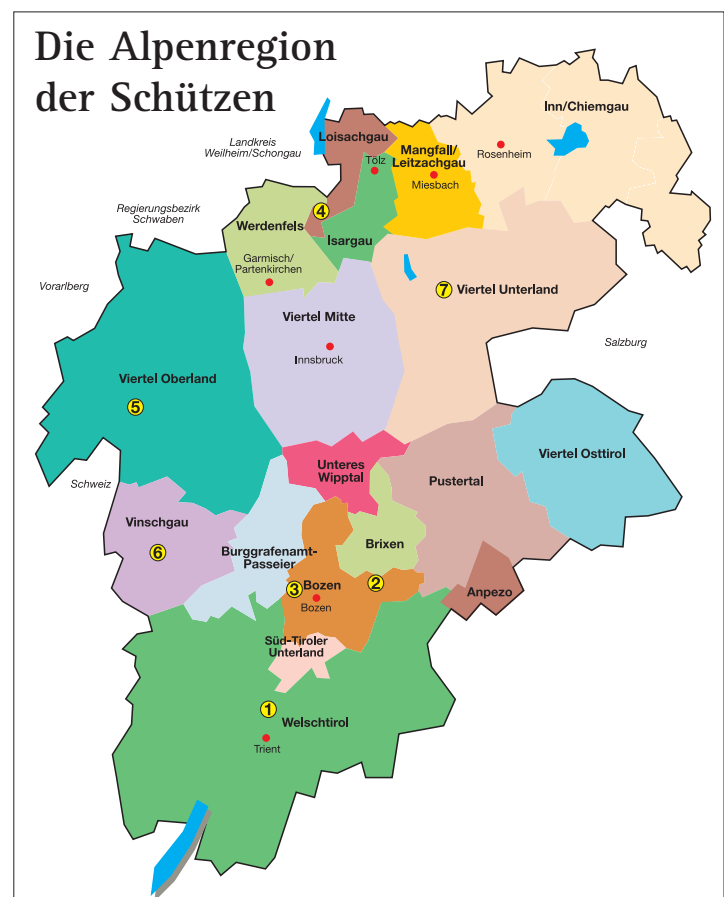 Die Alpenregion
der Schützen
Inn/Chiemgau
Loisachgau
Landkreis
Weilheim/Schongau
Mangfall/
Leitzachgau
Rosenheim
Tölz
Miesbach
Regierungsbezirk
Schwaben
4
Werdenfels
Isargau
Garmisch/
Partenkirchen
Vorarlberg
7 Viertel Unterland
Viertel Mitte
Salzburg
Innsbruck
Viertel Oberland
5
Viertel Osttirol
Unteres
Wipptal
Pustertal
Schweiz
Vinschgau
6
Burggrafenamt-
Passeier
Brixen
3 Bozen
2
Bozen
Anpezo
Süd-Tiroler
Unterland
1
Welschtirol
Trient